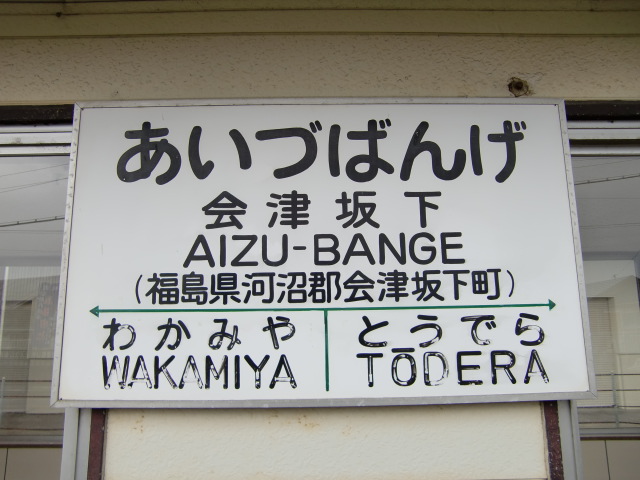 あいづばんげ
会津坂下
AIZU-BANGE
(福島県河沼郡会津坂下町)
わかみや とうでら
WAKAMIYA TŌDERA